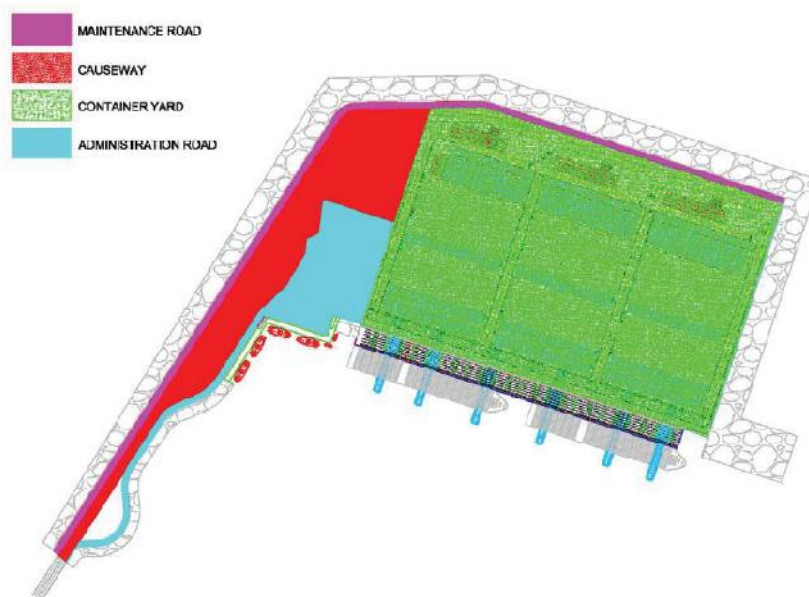 MAINTENANCE ROAD
CAUSEWAY
CONTAINER YARD
ADMINISTRATION ROAD